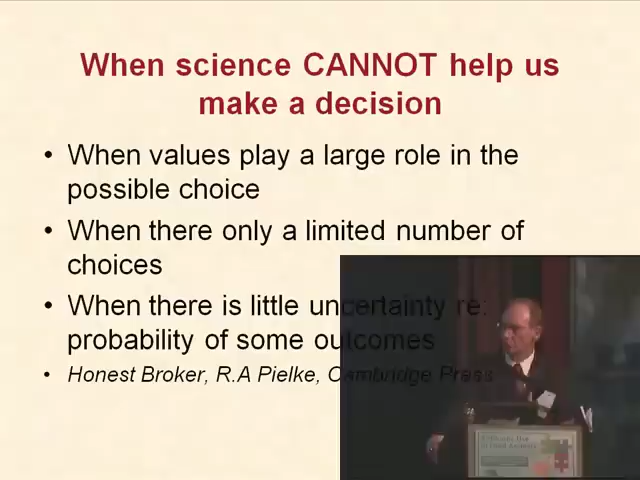 When science CANNOT help us
make a decision
• When values play a large role in the
possible choice
• When there only a limited number of
choices
• When there is little uncertainty re:
probability of some outcomes
• Honest Broker, R.A Pielke, Cambridge Press